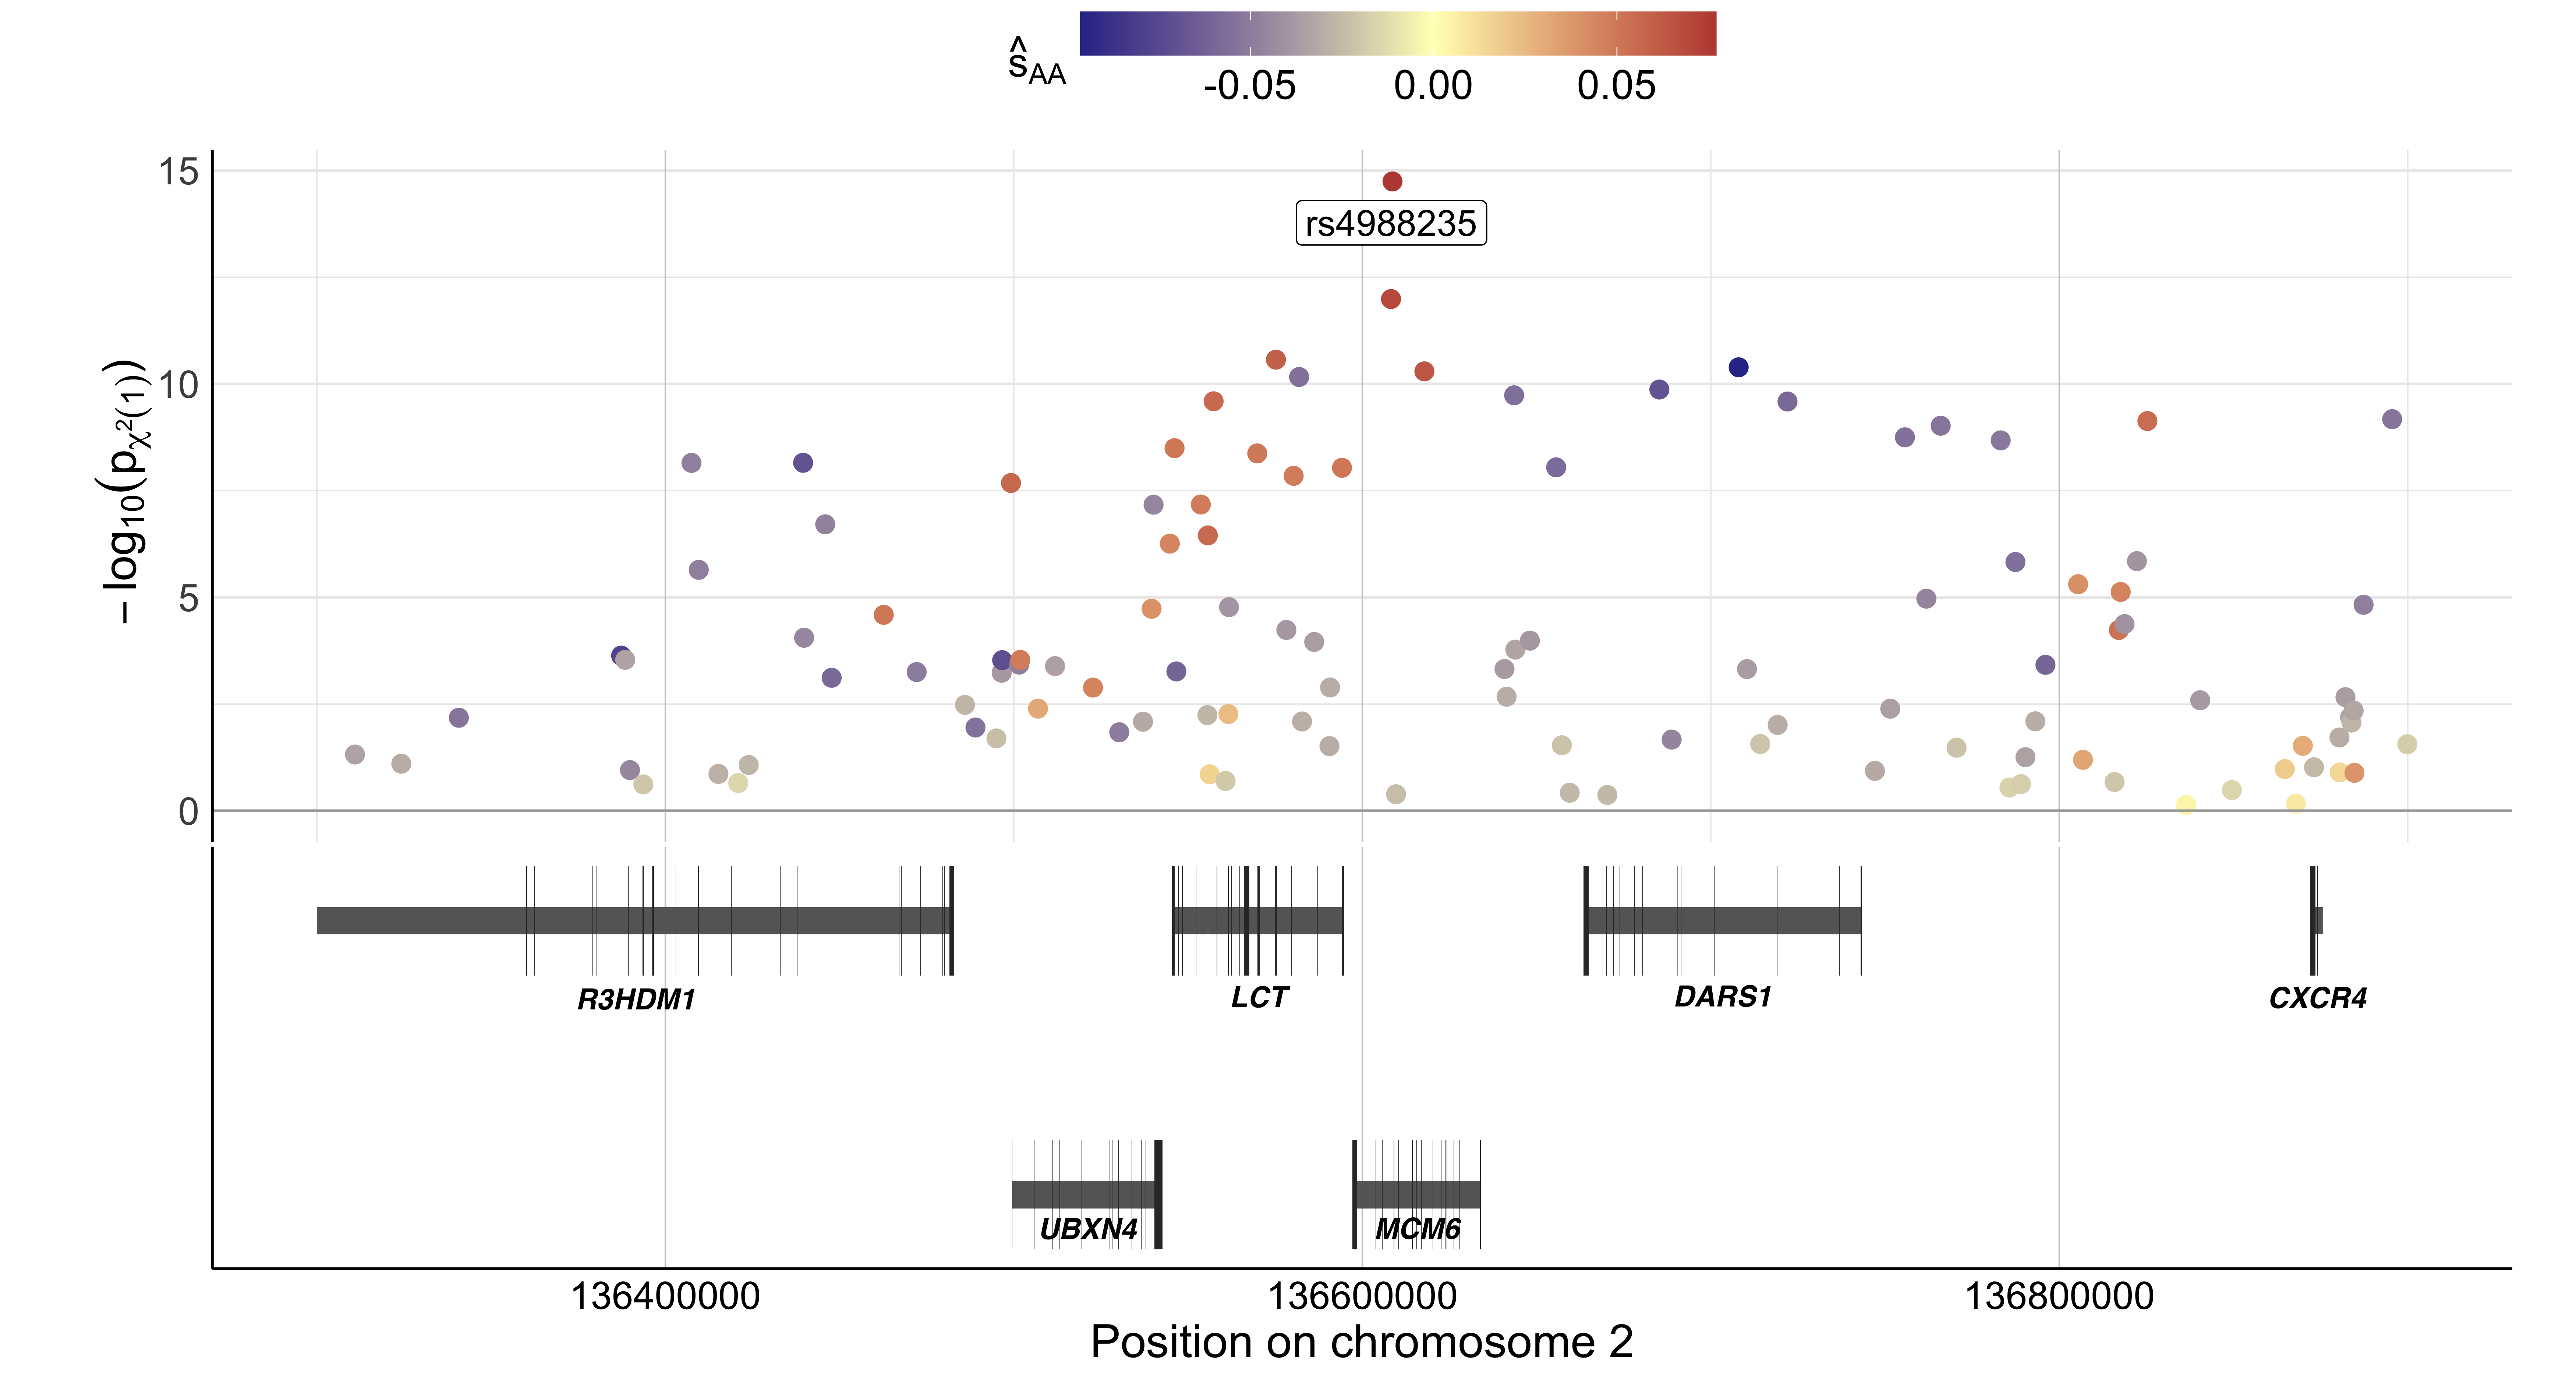 ŝAA
-0.05 0.00 0.05
15
rs4988235
10
− log10(pχ2(1))
5
0
R3HDM1 LCT DARS1 CXCR4
UBXN4 MCM6
136400000 136600000 136800000
Position on chromosome 2